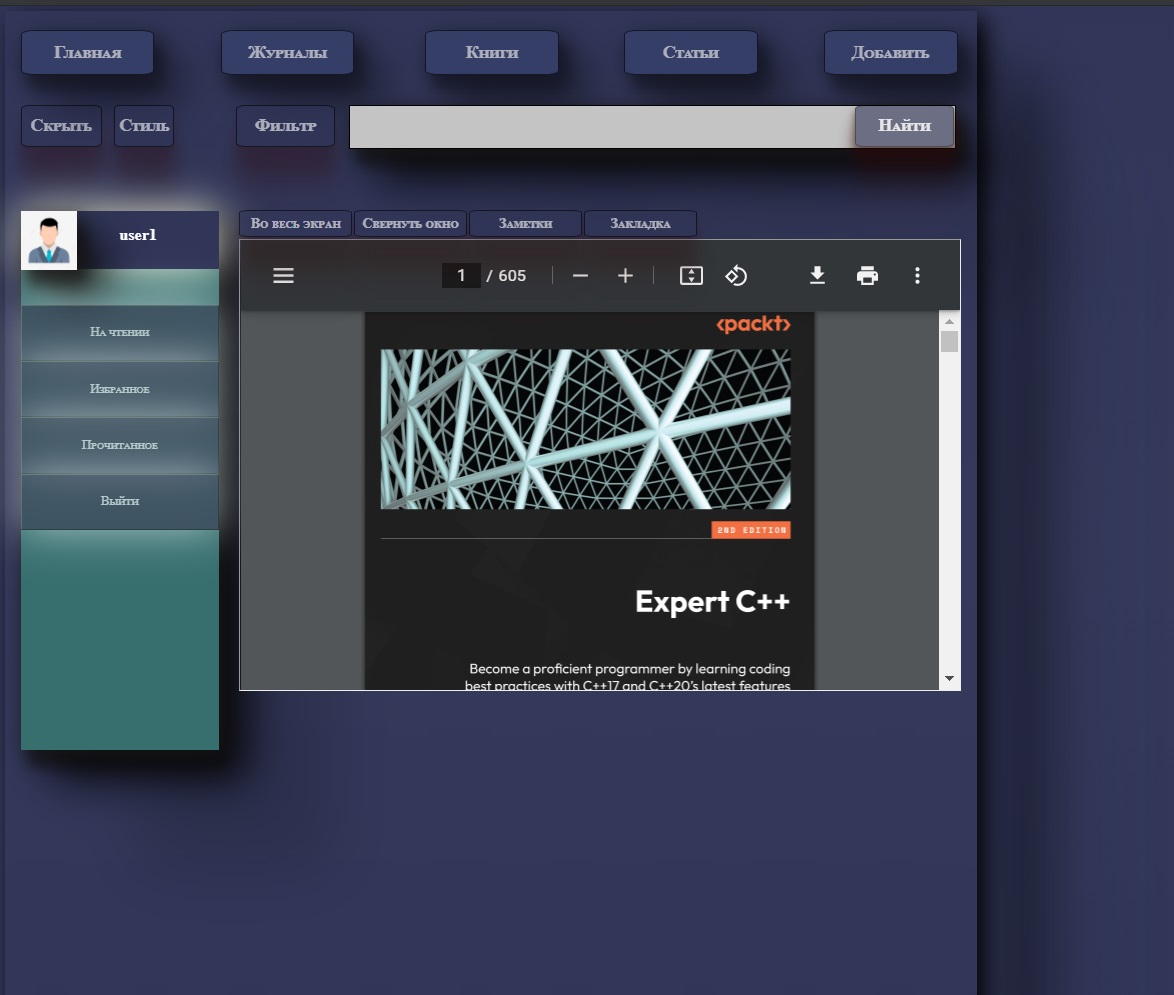 Главная Журналы Книги Статьи Добавить
Скрыть Стиль Фильтр Найти
user1
Во весь экран Свернуть окно Заметки Закладка
1 / 605
На чтении
Избранное
Прочитанное
Выйти
<packt>
2ND EDITION
Expert C++
Become a proficient programmer by learning coding
best practices with C++17 and C++20's latest features